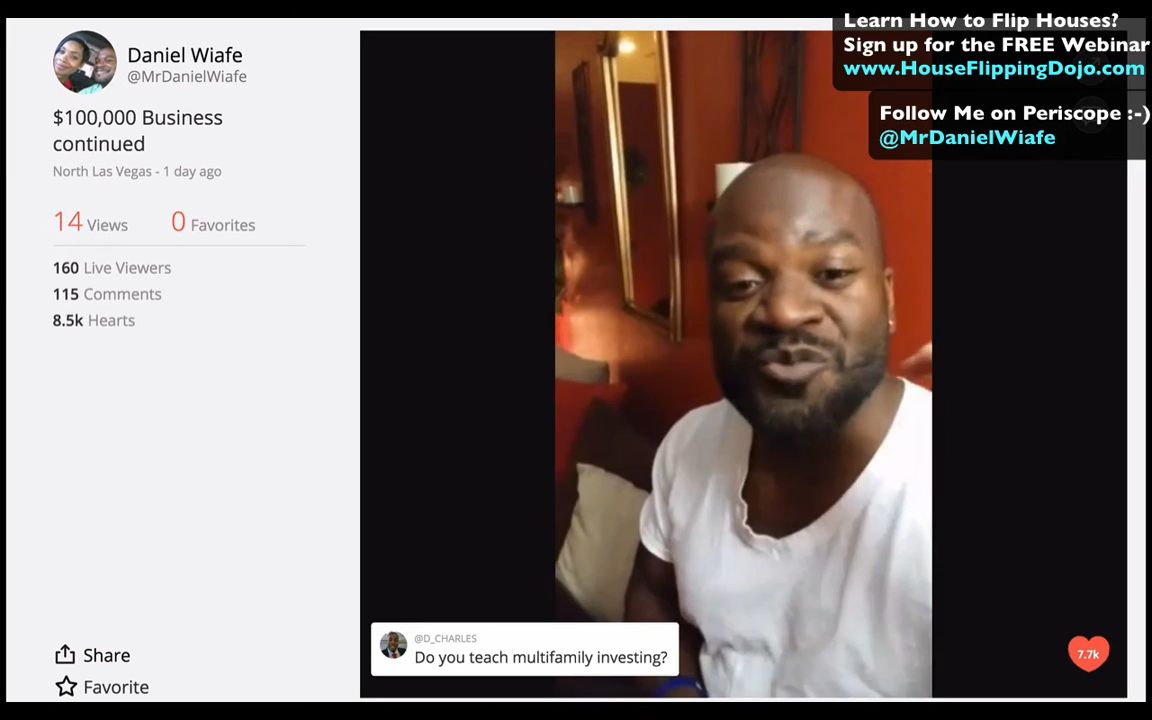 Learn How to Flip Houses?
Sign up for the FREE Webinar
www.HouseFlippingDojo.com
Follow Me on Periscope :-)
@MrDanielWiafe
Daniel Wiafe
@MrDanielWiafe
$100,000 Business
continued
North Las Vegas - 1 day ago
14 Views 0 Favorites
160 Live Viewers
115 Comments
8.5k Hearts
@D_CHARLES
Do you teach multifamily investing?
7.7k
Share
Favorite